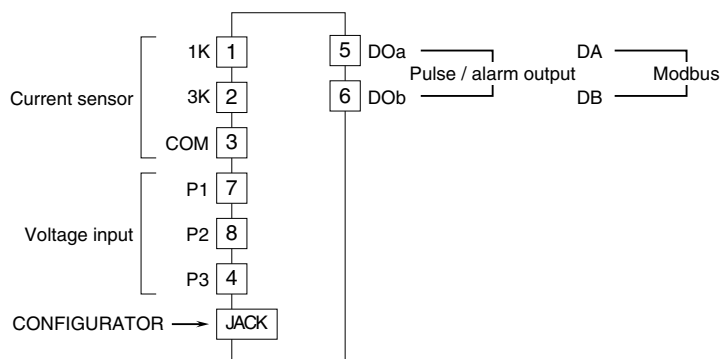 1K 1 5 DOa DA
Pulse / alarm output Modbus
Current sensor 3K 2 6 DOb DB
COM 3
P1 7
Voltage input P2 8
P3 4
CONFIGURATOR JACK